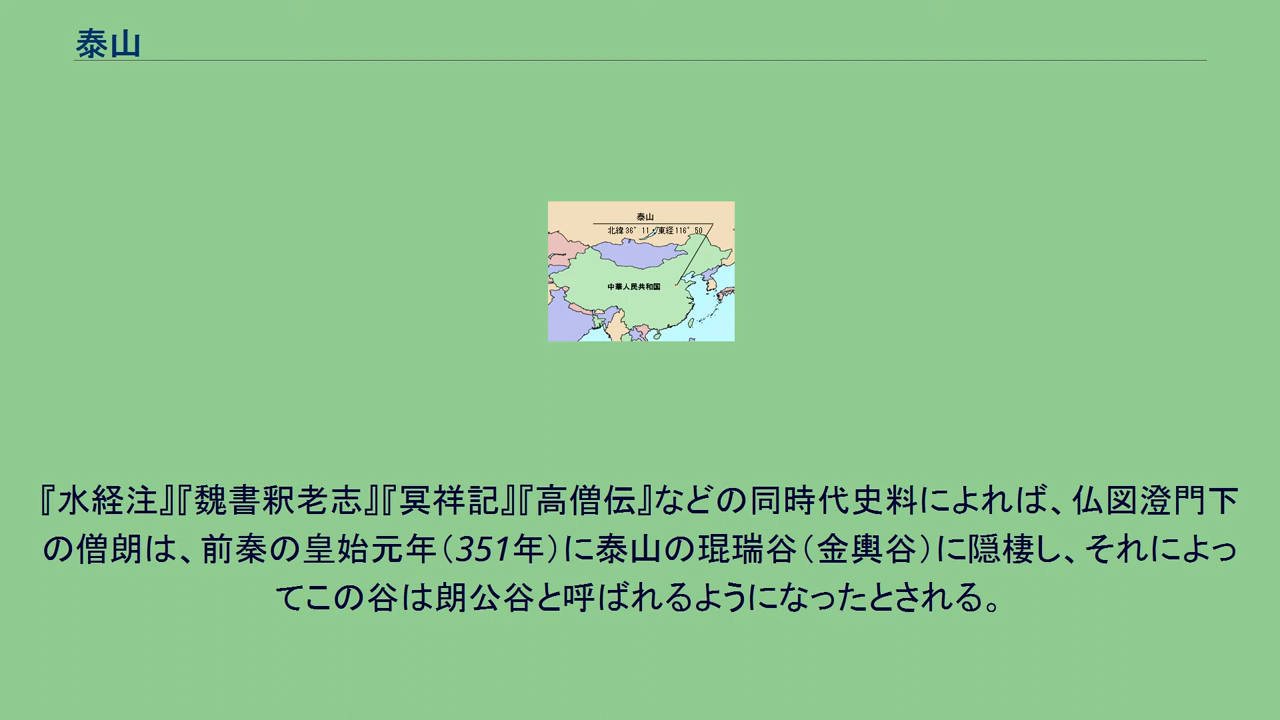 泰山
泰山
北緯36°11・東経116°50
中華人民共和国
『水経注』『魏書釈老志』『冥祥記』『高僧伝』などの同時代史料によれば、仏図澄門下
の僧朗は、前秦の皇始元年（351年）に泰山の琨瑞谷（金輿谷）に隠棲し、それによっ
てこの谷は朗公谷と呼ばれるようになったとされる。